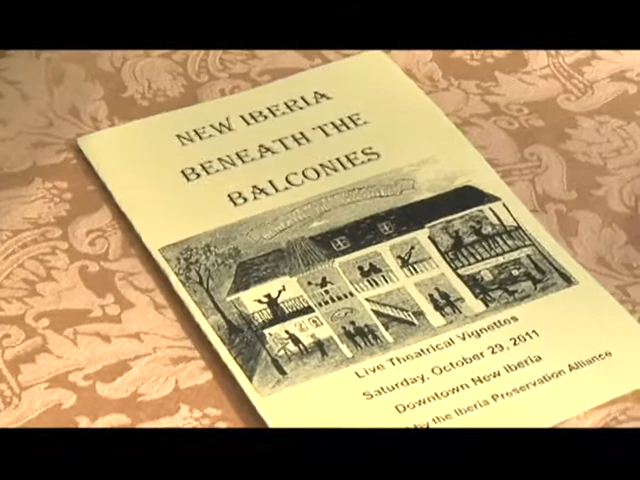 NEW IBERIA
BENEATH THE
BALCONIES
Live Theatrical Vignettes
Saturday, October 29, 2011
Downtown New Iberia
by the Iberia Preservation Alliance